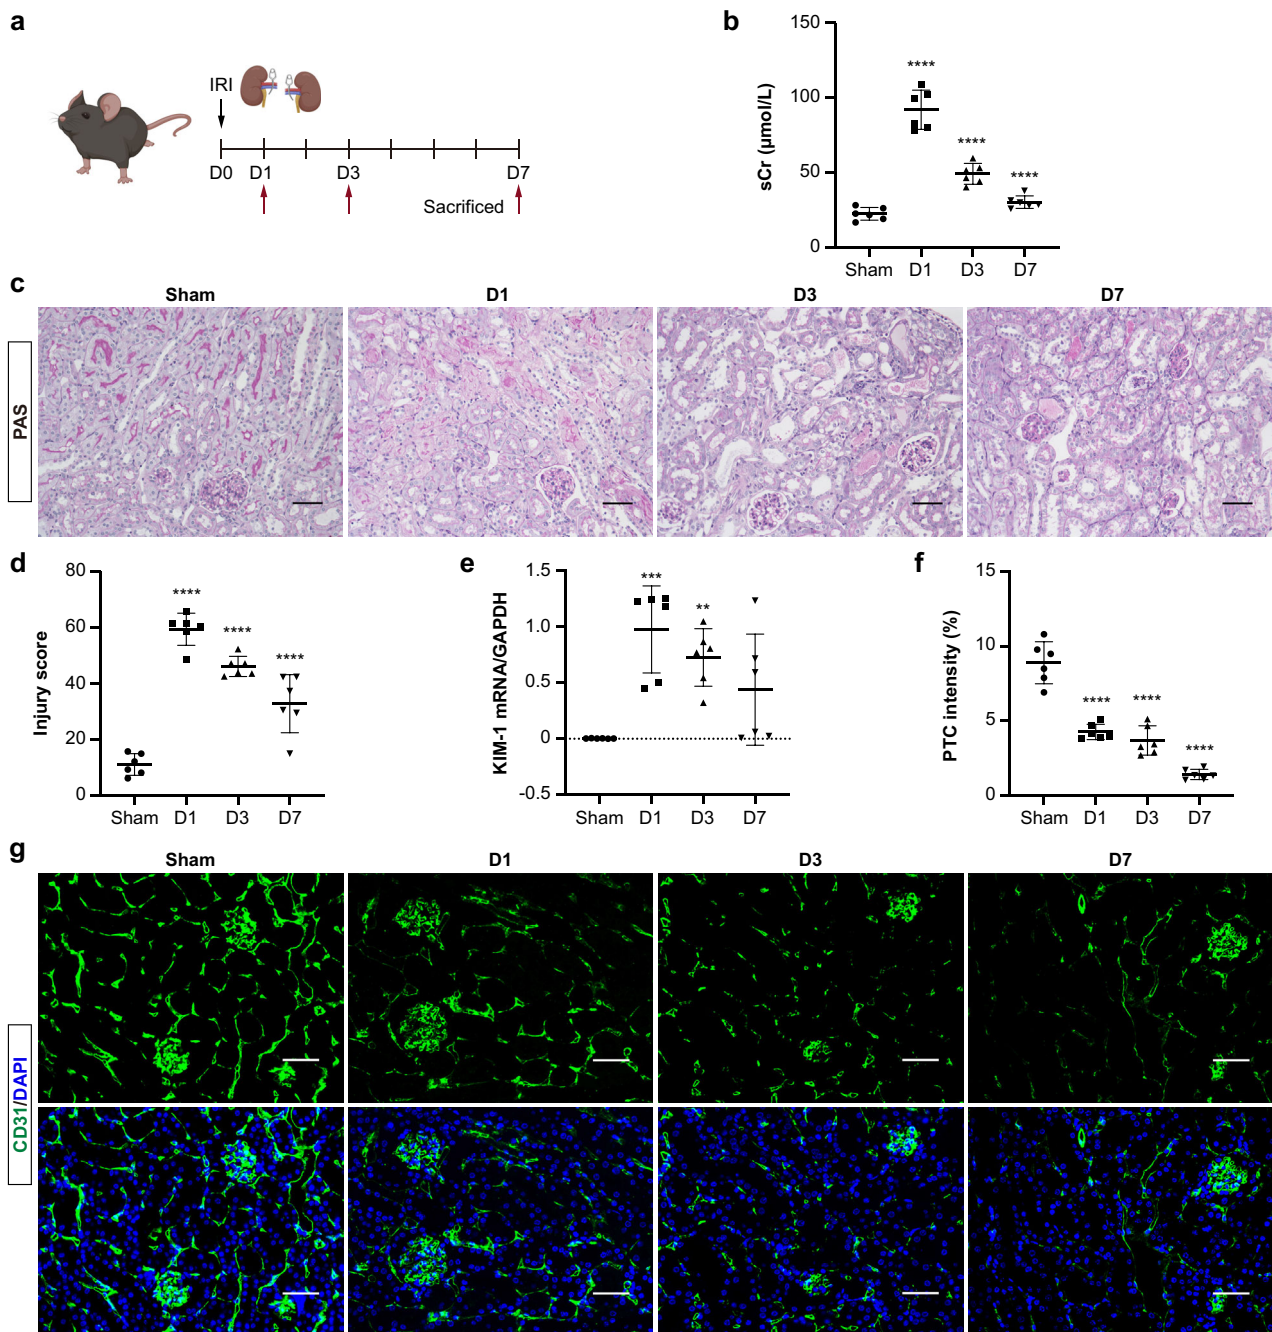 a
IRI
D0 D1 D3 D7
Sacrificed
b
sCr (μmol/L)
150
100
50
0
****
****
****
Sham D1 D3 D7
c
Sham D1 D3 D7
PAS
d
Injury score
80
60
40
20
0
****
****
****
Sham D1 D3 D7
e
KIM-1 mRNA/GAPDH
1.5
1.0
0.5
0
-0.5
***
**
Sham D1 D3 D7
f
PTC intensity (%)
15
10
5
0
****
****
****
Sham D1 D3 D7
g
Sham D1 D3 D7
CD31/DAPI